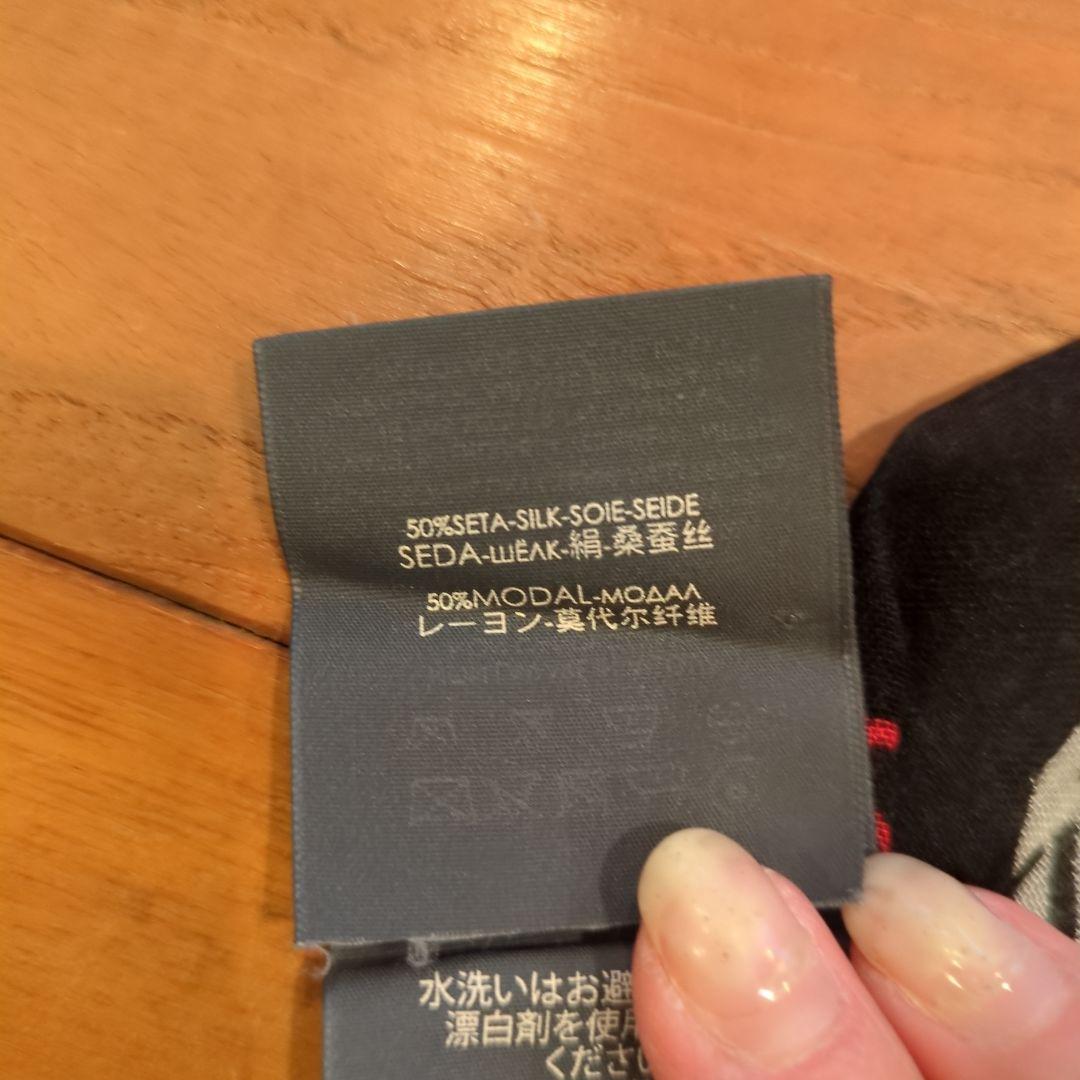 50%SETA-SILK-SOIE-SEIDE
SEDA-ШЁЛК-絹-桑蚕丝
50%MODAL-МОДАЛ
レーヨン-莫代尔纤维
水洗いはお避
漂白剤を使用
くださ